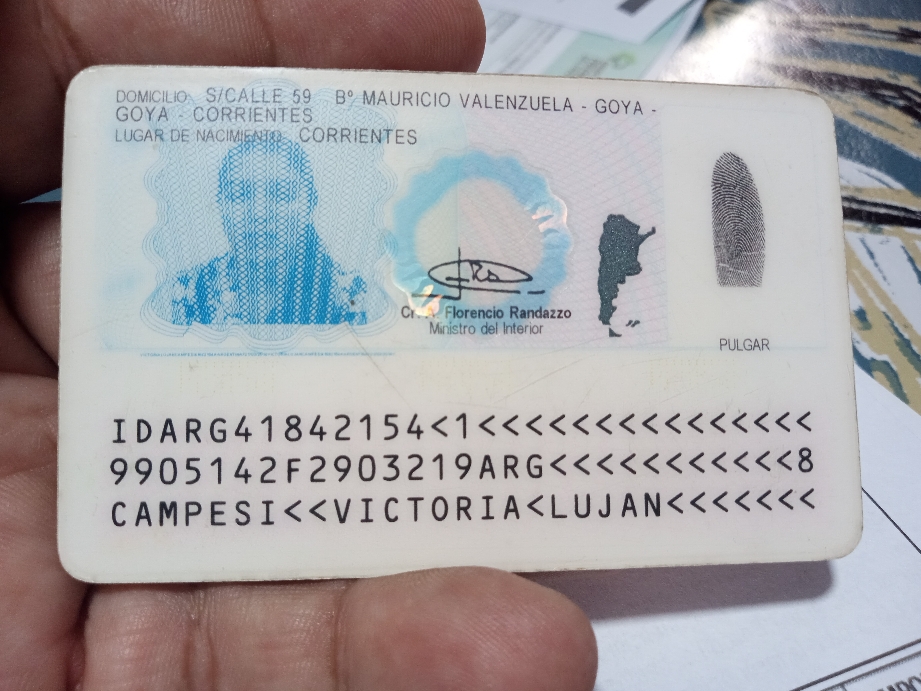 DOMICILIO: S/CALLE 59 Bº MAURICIO VALENZUELA - GOYA -
GOYA - CORRIENTES
LUGAR DE NACIMIENTO: CORRIENTES
Florencio Randazzo
Ministro del Interior
PULGAR
IDARG41842154<1<<<<<<<<<<<<<<<
9905142F2903219ARG<<<<<<<<<<<8
CAMPESI<<VICTORIA<LUJAN<<<<<<<